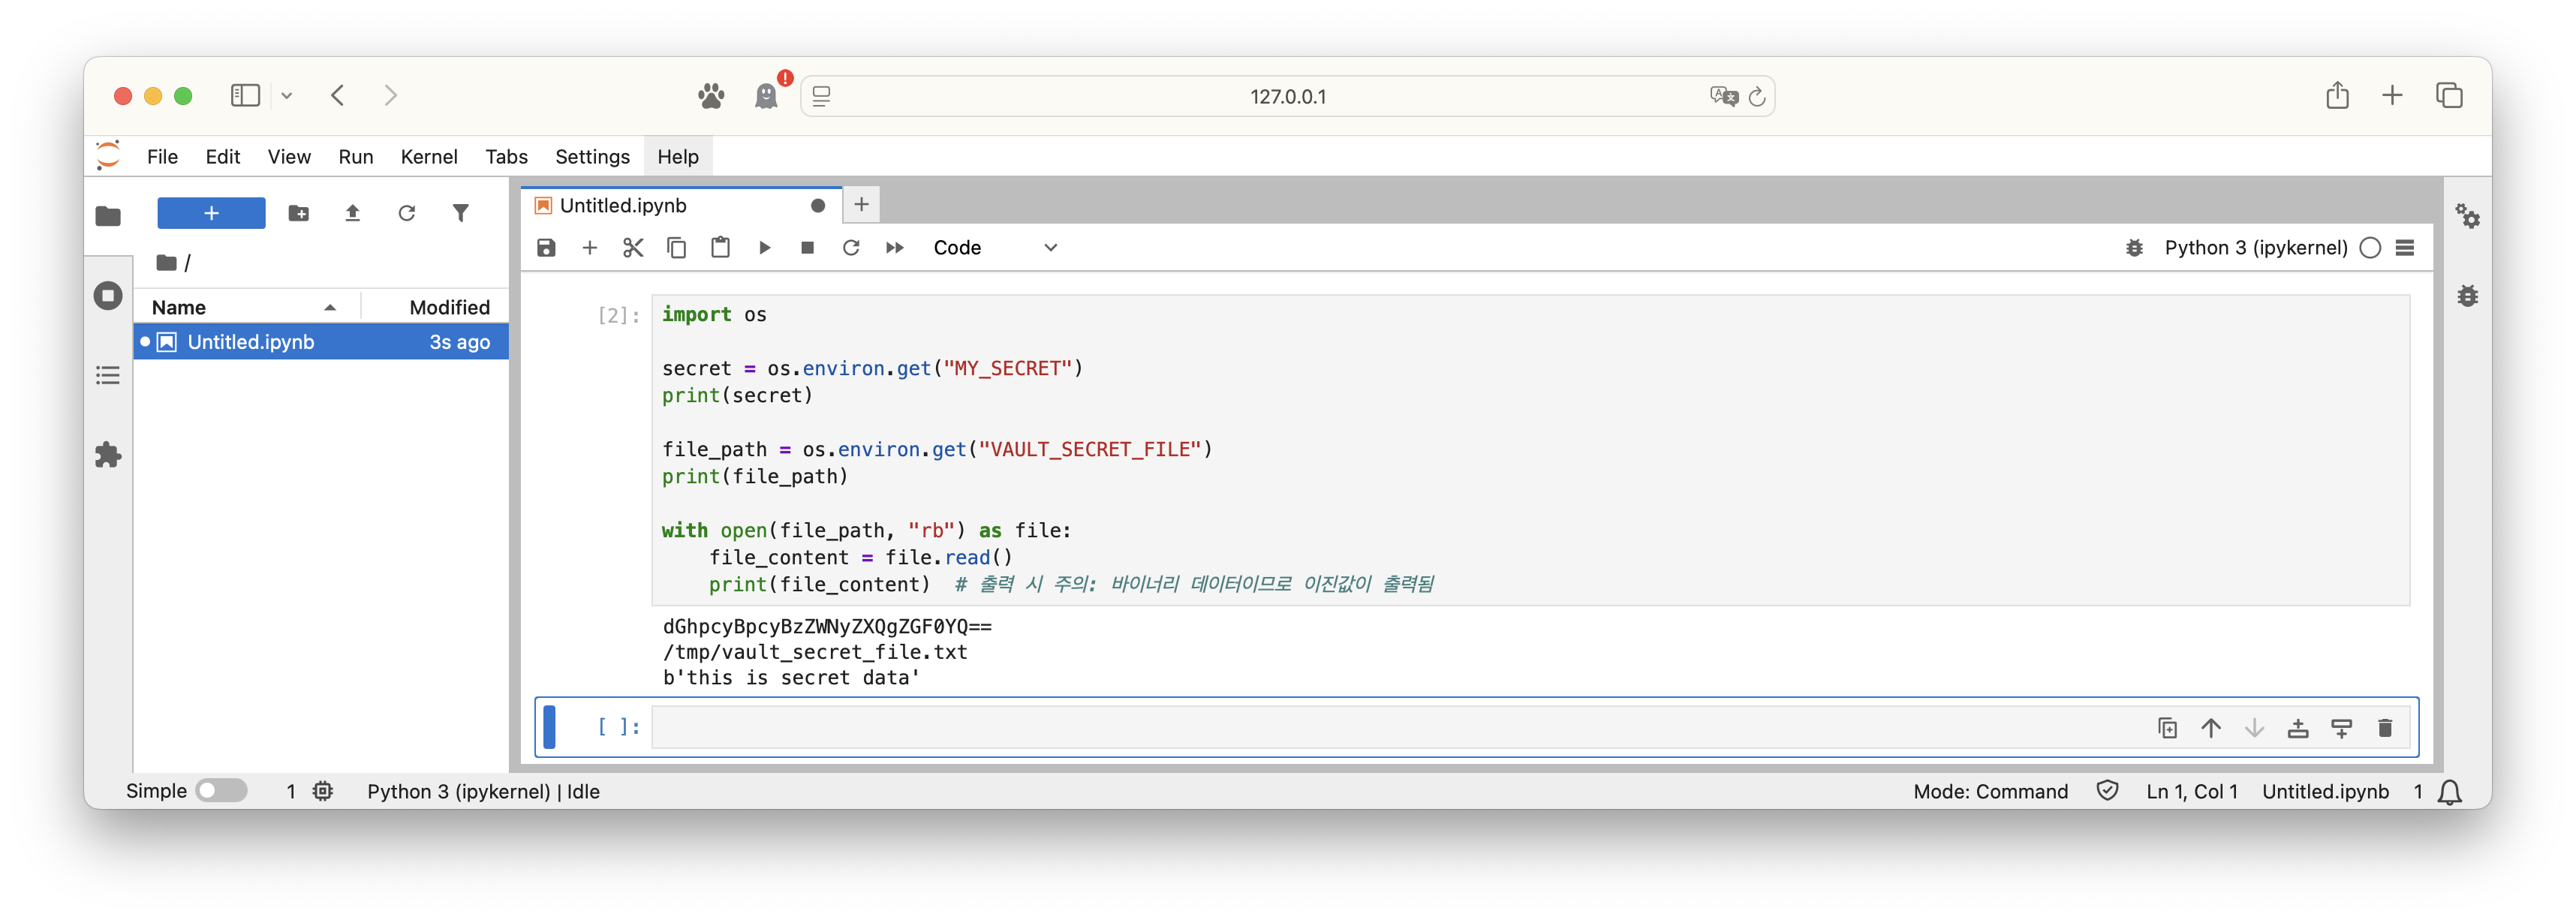 127.0.0.1
File Edit View Run Kernel Tabs Settings Help
Untitled.ipynb
Code
Python 3 (ipykernel)
/
Name Modified
Untitled.ipynb 3s ago
[2]:
import os
secret = os.environ.get("MY_SECRET")
print(secret)
file_path = os.environ.get("VAULT_SECRET_FILE")
print(file_path)
with open(file_path, "rb") as file:
    file_content = file.read()
    print(file_content)  # 출력 시 주의: 바이너리 데이터이므로 이진값이 출력됨
dGhpcyBpcyBzZWNyZXQgZGF0YQ==
/tmp/vault_secret_file.txt
b'this is secret data'
[ ]:
Simple 1 Python 3 (ipykernel) | Idle Mode: Command Ln 1, Col 1 Untitled.ipynb 1